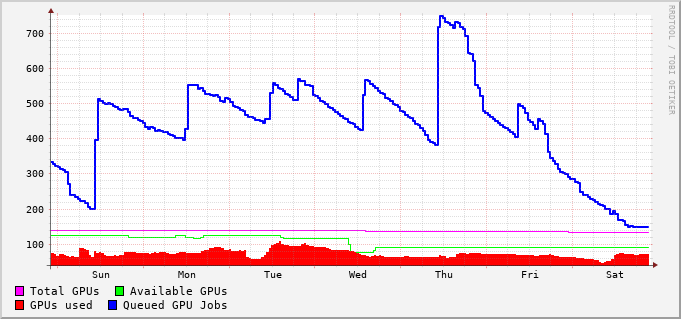 700
600
500
400
300
200
100
Sun Mon Tue Wed Thu Fri Sat
Total GPUs Available GPUs
GPUs used Queued GPU Jobs
RRDTOOL / TOBI OETIKER